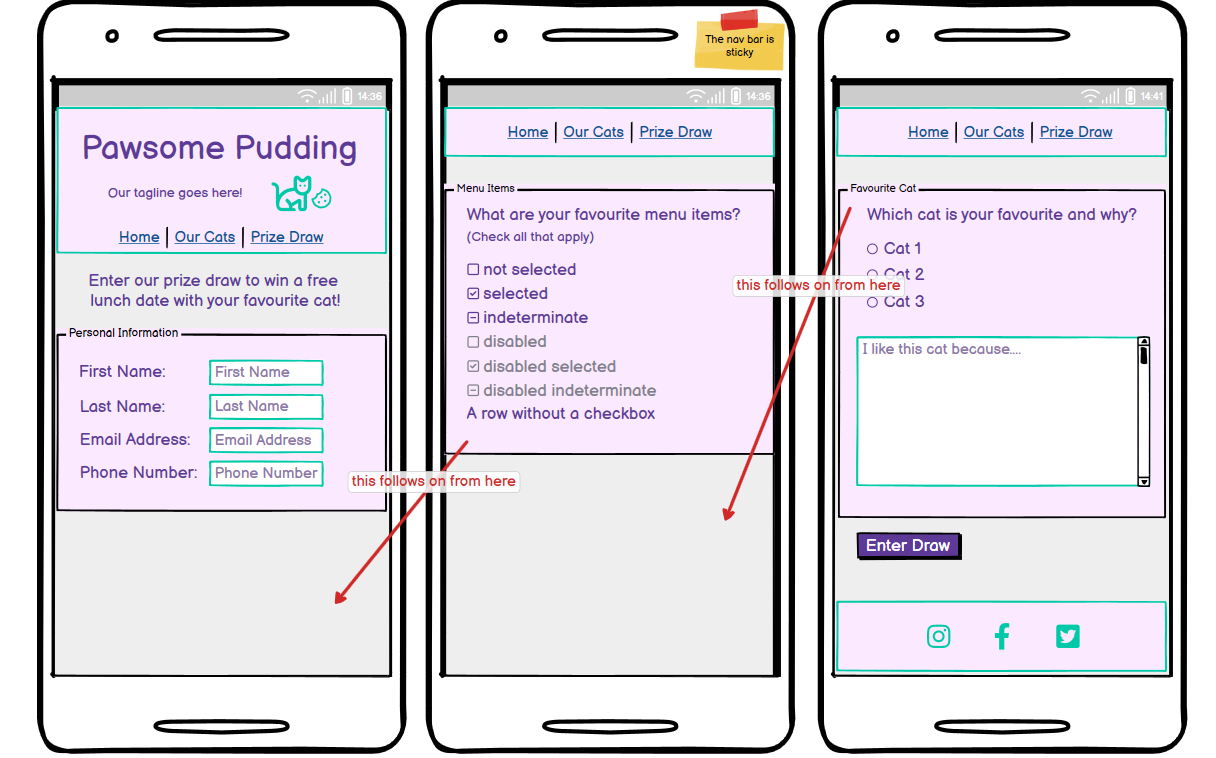 14:36
Pawsome Pudding
Our tagline goes here!
Home | Our Cats | Prize Draw
Enter our prize draw to win a free
lunch date with your favourite cat!
Personal Information
First Name: First Name
Last Name: Last Name
Email Address: Email Address
Phone Number: Phone Number
this follows on from here
The nav bar is
sticky
14:36
Home | Our Cats | Prize Draw
Menu Items
What are your favourite menu items?
(Check all that apply)
not selected
selected
indeterminate
disabled
disabled selected
disabled indeterminate
A row without a checkbox
this follows on from here
14:41
Home | Our Cats | Prize Draw
Favourite Cat
Which cat is your favourite and why?
Cat 1
Cat 2
Cat 3
I like this cat because....
Enter Draw